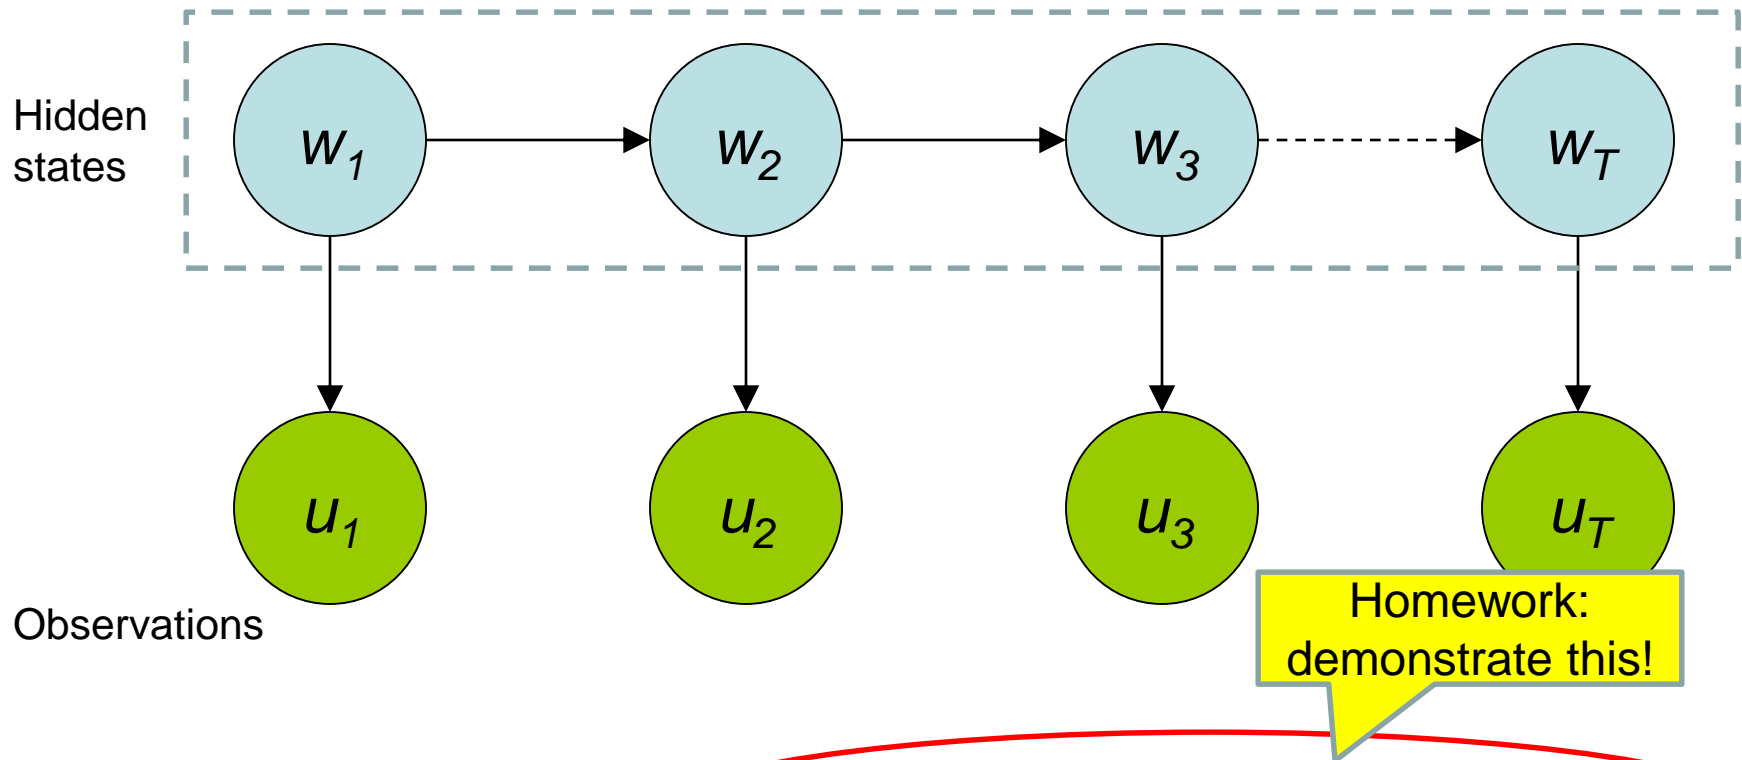 Hidden
states
w1
w2
w3
wT
u1
u2
u3
uT
Observations
Homework:
demonstrate this!